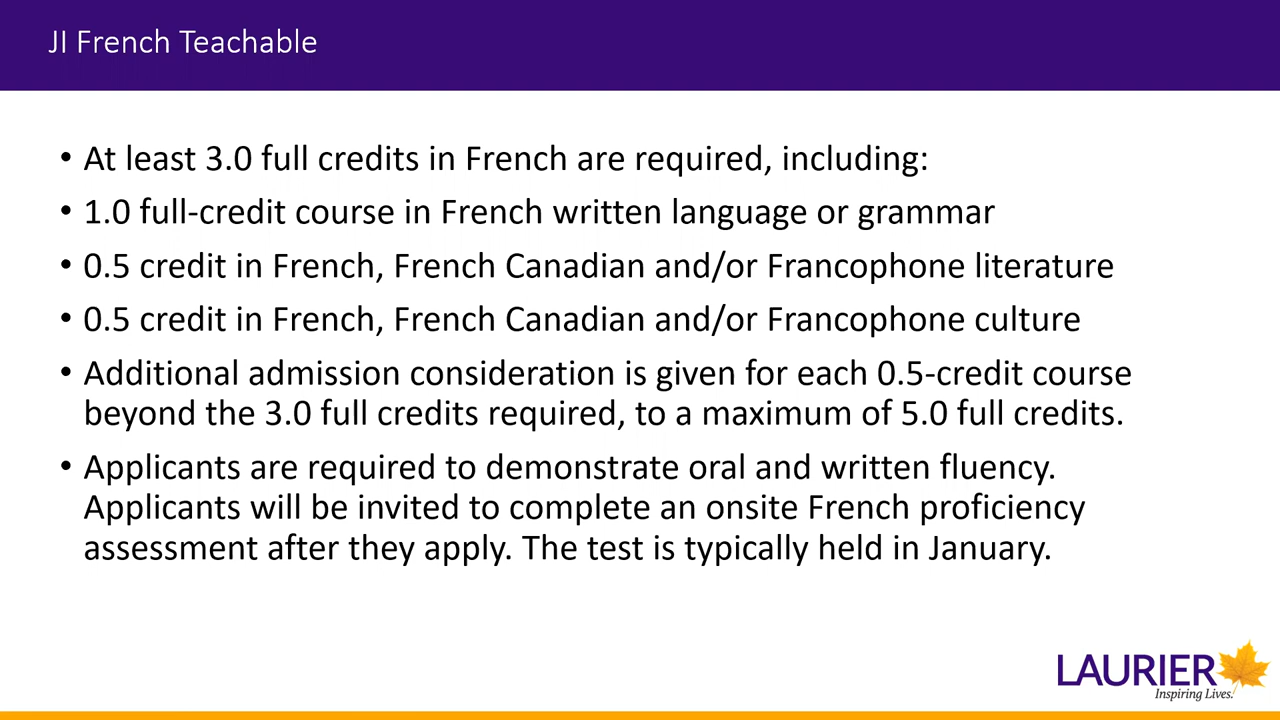 JI French Teachable
• At least 3.0 full credits in French are required, including:
• 1.0 full-credit course in French written language or grammar
• 0.5 credit in French, French Canadian and/or Francophone literature
• 0.5 credit in French, French Canadian and/or Francophone culture
• Additional admission consideration is given for each 0.5-credit course
beyond the 3.0 full credits required, to a maximum of 5.0 full credits.
• Applicants are required to demonstrate oral and written fluency.
Applicants will be invited to complete an onsite French proficiency
assessment after they apply. The test is typically held in January.
LAURIER
Inspiring Lives.